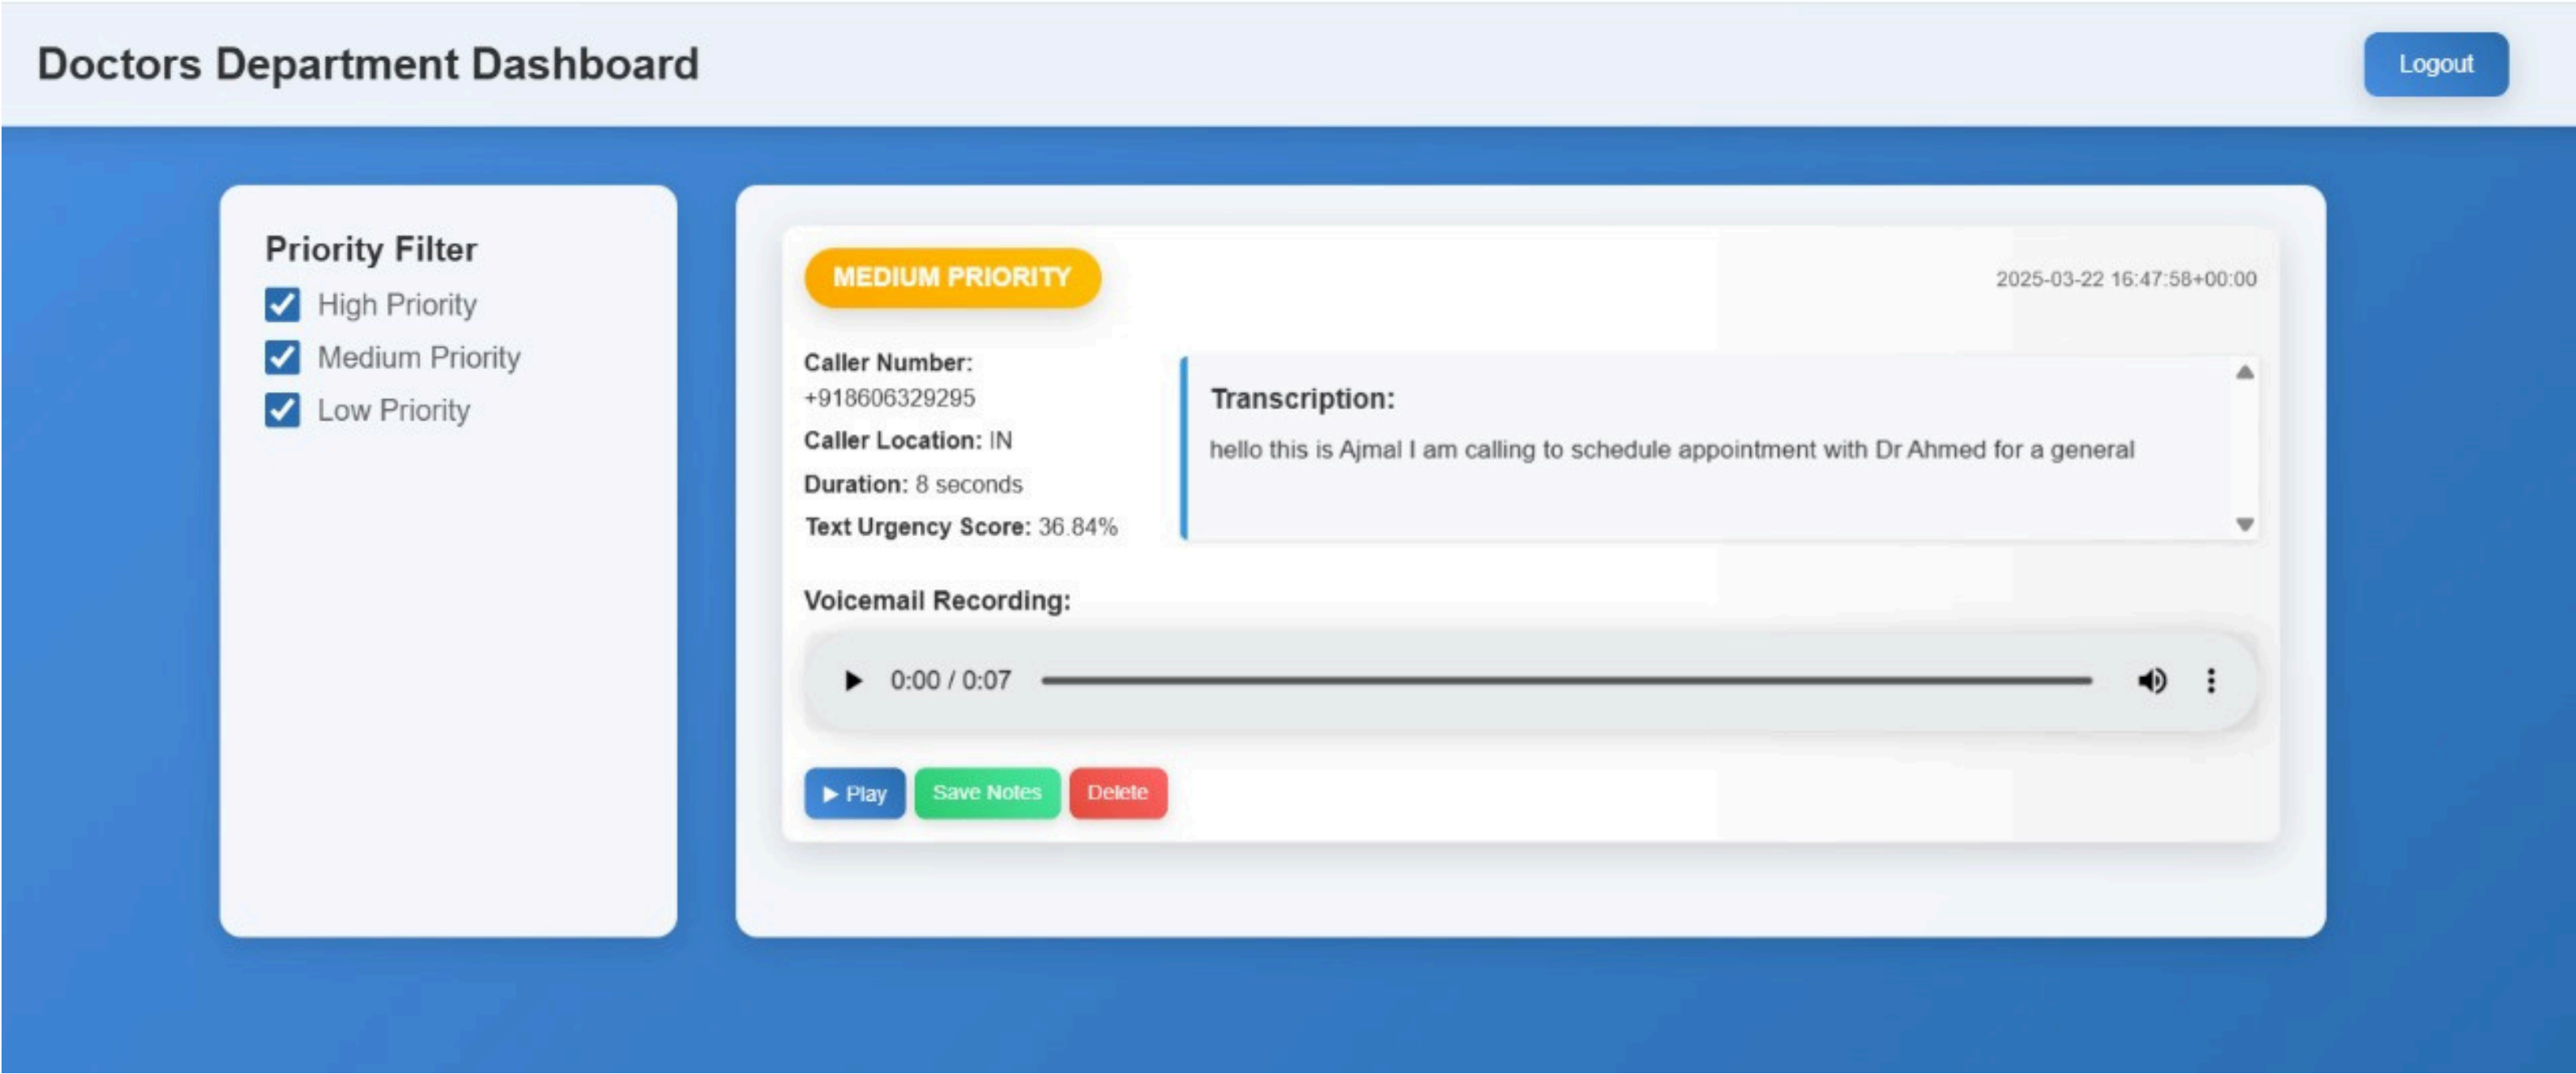 Doctors Department Dashboard
Logout
Priority Filter
High Priority
Medium Priority
Low Priority
MEDIUM PRIORITY
2025-03-22 16:47:58+00:00
Caller Number:
+918606329295
Caller Location: IN
Duration: 8 seconds
Text Urgency Score: 36.84%
Transcription:
hello this is Ajmal I am calling to schedule appointment with Dr Ahmed for a general
Voicemail Recording:
0:00 / 0:07
Play
Save Notes
Delete